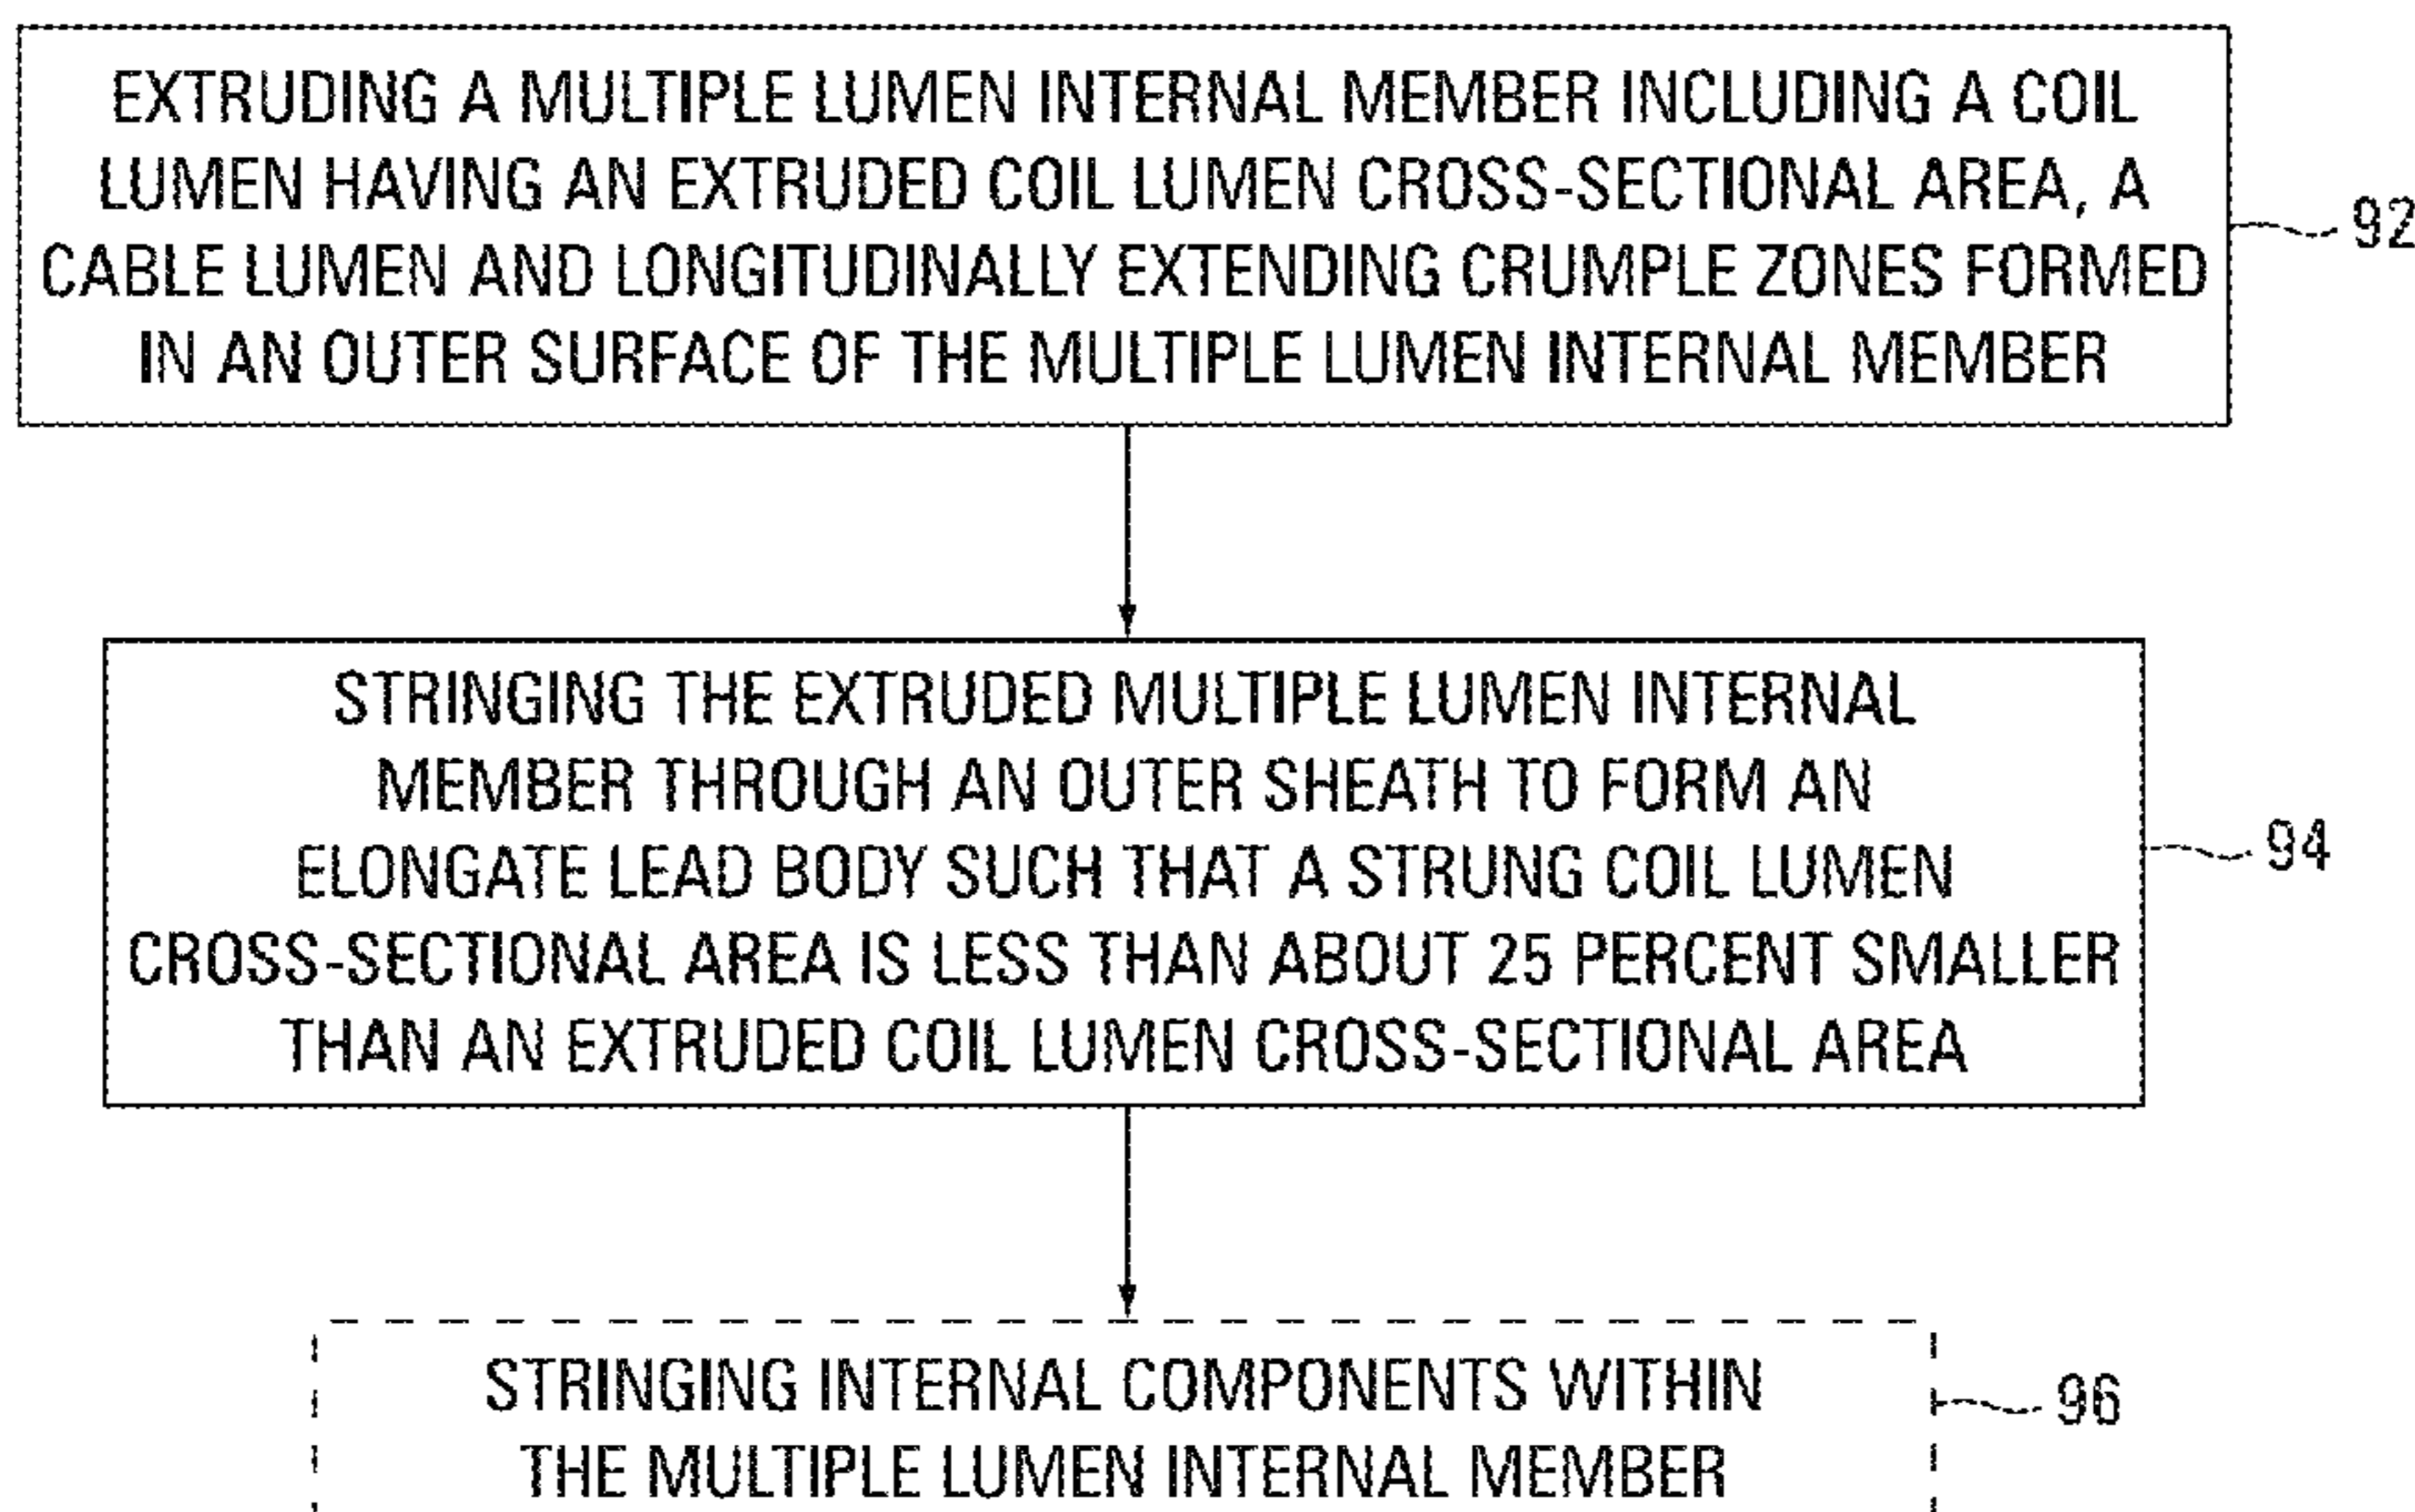 EXTRUDING A MULTIPLE LUMEN INTERNAL MEMBER INCLUDING A COIL
LUMEN HAVING AN EXTRUDED COIL LUMEN CROSS-SECTIONAL AREA, A
CABLE LUMEN AND LONGITUDINALLY EXTENDING CRUMPLE ZONES FORMED
IN AN OUTER SURFACE OF THE MULTIPLE LUMEN INTERNAL MEMBER
92
STRINGING THE EXTRUDED MULTIPLE LUMEN INTERNAL
MEMBER THROUGH AN OUTER SHEATH TO FORM AN
ELONGATE LEAD BODY SUCH THAT A STRUNG COIL LUMEN
CROSS-SECTIONAL AREA IS LESS THAN ABOUT 25 PERCENT SMALLER
THAN AN EXTRUDED COIL LUMEN CROSS-SECTIONAL AREA
94
STRINGING INTERNAL COMPONENTS WITHIN
THE MULTIPLE LUMEN INTERNAL MEMBER
96